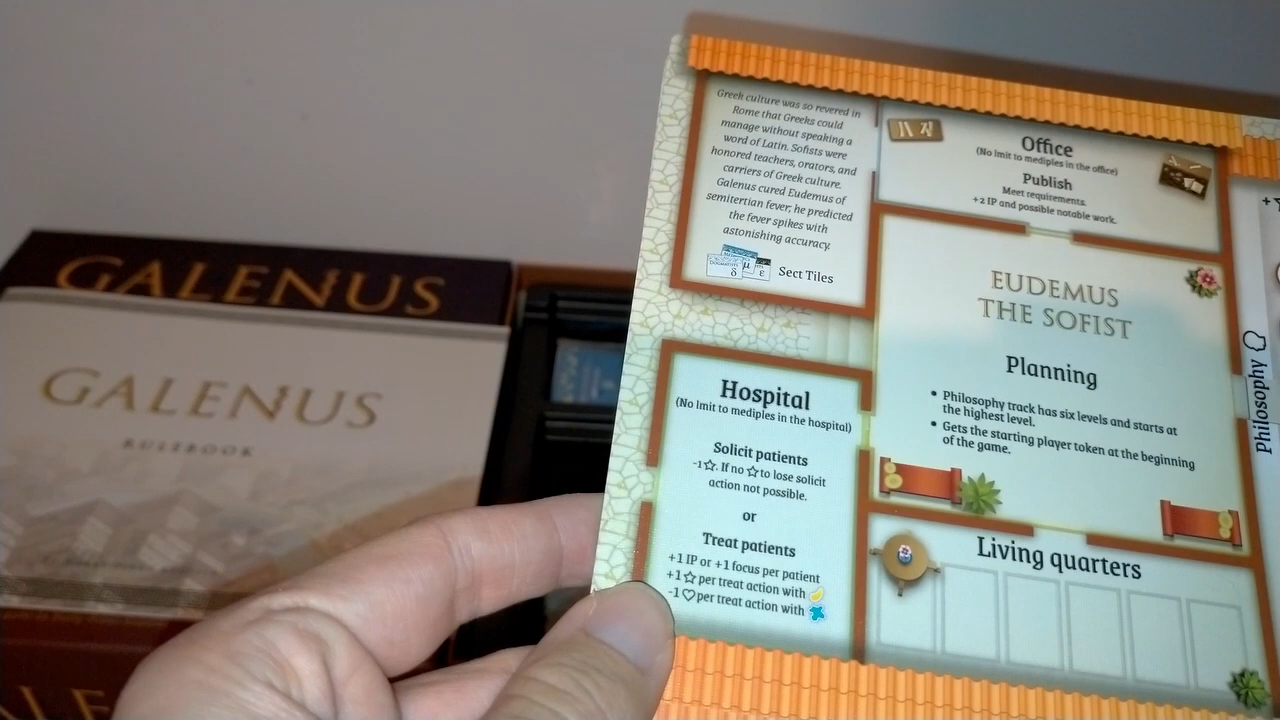 GALENUS
GALENUS
RULEBOOK
Greek culture was so revered in
Rome that Greeks could
manage without speaking a
word of Latin. Sofists were
honored teachers, orators, and
carriers of Greek culture.
Galenus cured Eudemus of
semitertian fever; he predicted
the fever spikes with
astonishing accuracy.
δ μ ε
Sect Tiles
Office
(No lmit to mediples in the office)
Publish
Meet requirements.
+2 IP and possible notable work.
EUDEMUS
THE SOFIST
Planning
• Philosophy track has six levels and starts at
the highest level.
• Gets the starting player token at the beginning
of the game.
Hospital
(No lmit to mediples in the hospital)
Solicit patients
-1☆. If no ☆ to lose solicit
action not possible.
or
Treat patients
+1 IP or +1 focus per patient
+1☆ per treat action with
-1♡ per treat action with
Living quarters
Philosophy